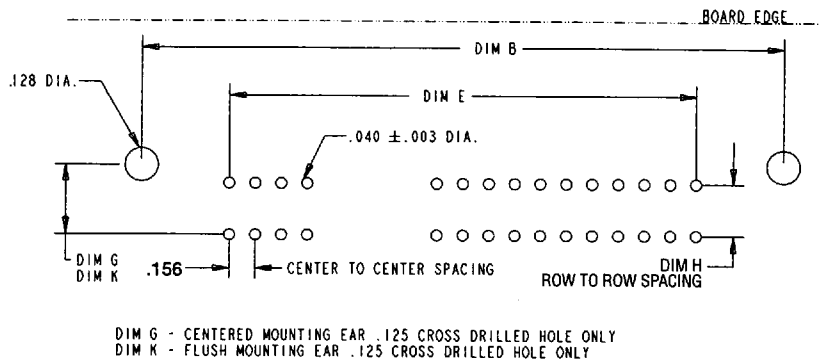 BOARD EDGE
DIM B
.128 DIA.
DIM E
.040 ±.003 DIA.
DIM G
DIM K
.156
CENTER TO CENTER SPACING
DIM H
ROW TO ROW SPACING
DIM G - CENTERED MOUNTING EAR .125 CROSS DRILLED HOLE ONLY
DIM K - FLUSH MOUNTING EAR .125 CROSS DRILLED HOLE ONLY